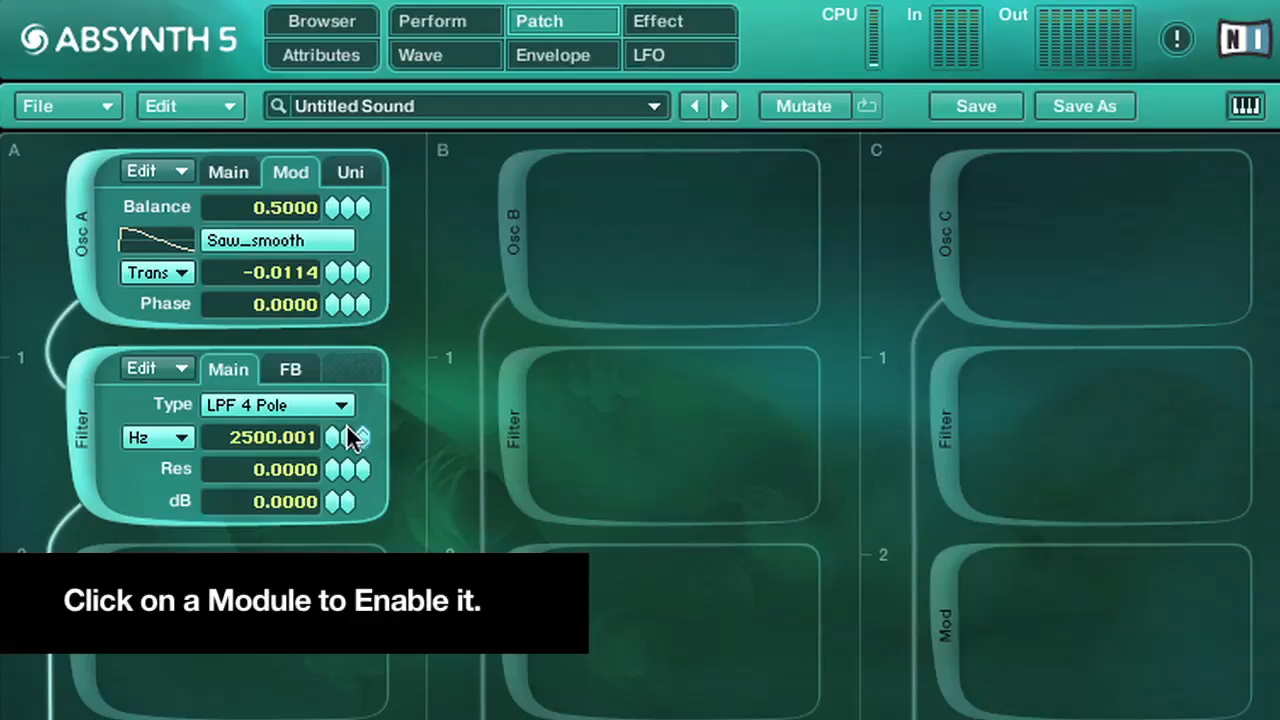 ABSYNTH 5
Browser Perform Patch Effect
Attributes Wave Envelope LFO
CPU In Out ! NI
File Edit Untitled Sound Mutate Save Save As
A B C
Edit Main Mod Uni
Osc A
Balance 0.5000
Saw_smooth
Trans -0.0114
Phase 0.0000
Osc B
Osc C
1 1 1
Edit Main FB
Filter
Type LPF 4 Pole
Hz 2500.001
Res 0.0000
dB 0.0000
Filter
Filter
2
Mod
Click on a Module to Enable it.